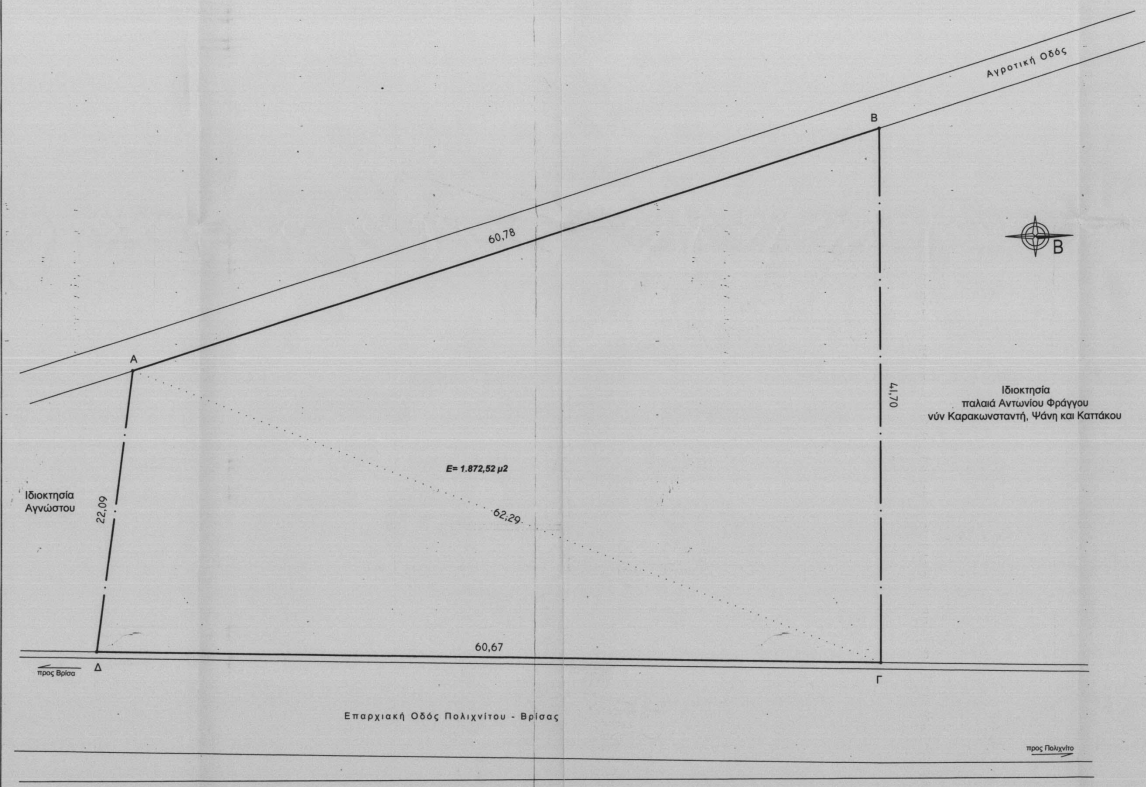 Αγροτική Οδός
Β
60,78
Β
Α
41,70
Ιδιοκτησία
παλαιά Αντωνίου Φράγγου
νύν Καρακωνσταντή, Ψάνη και Καττάκου
Ε= 1.872,52 μ2
Ιδιοκτησία
Αγνώστου
22,09
62,29
60,67
προς Βρίσα
Δ
Γ
Επαρχιακή Οδός Πολιχνίτου - Βρίσας
προς Πολιχνίτο